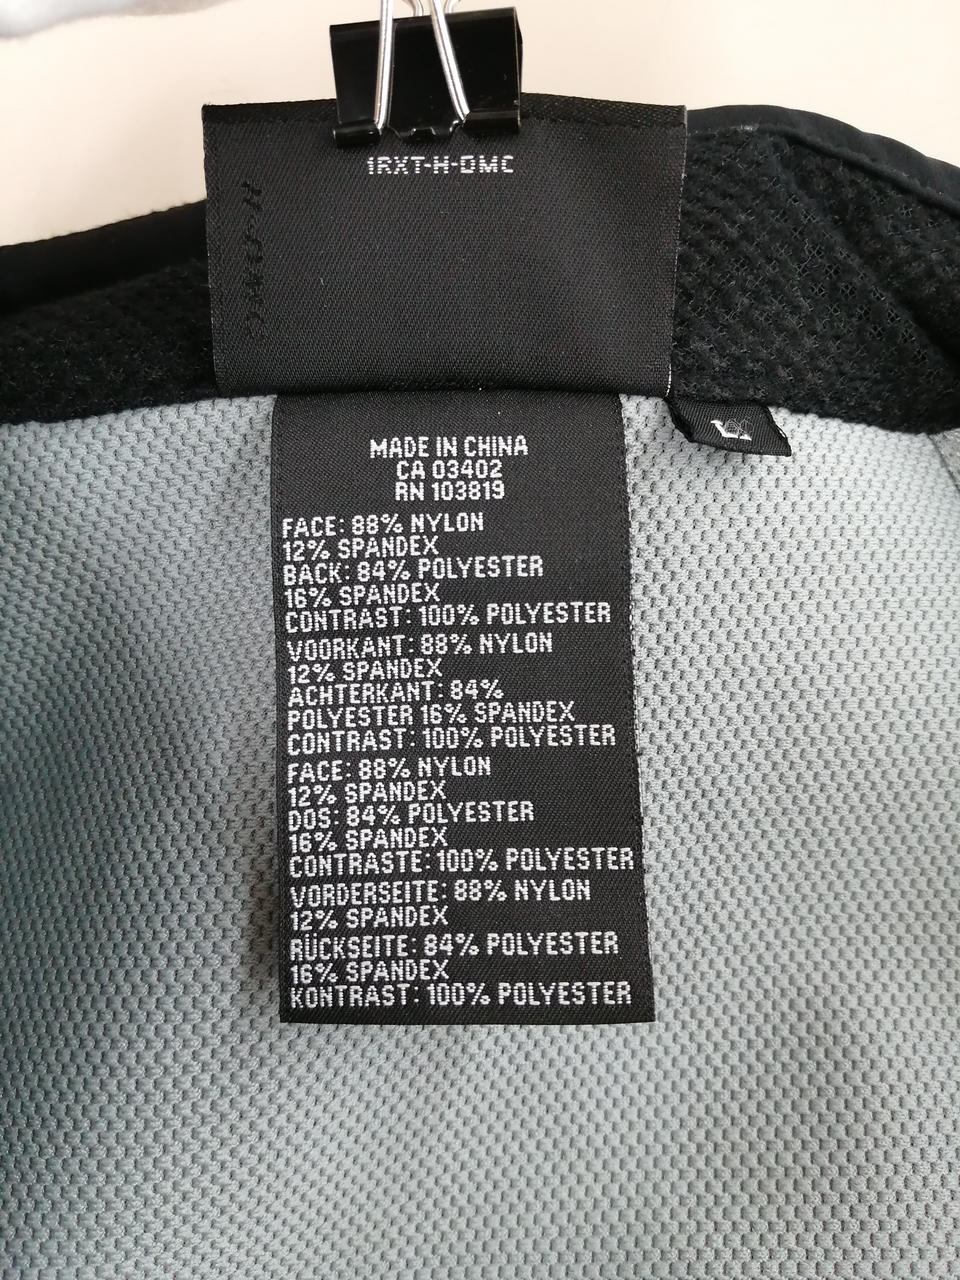 1RXT-H-DMC
MADE IN CHINA
CA 03402
RN 103819
FACE: 88% NYLON
12% SPANDEX
BACK: 84% POLYESTER
16% SPANDEX
CONTRAST: 100% POLYESTER
VOORKANT: 88% NYLON
12% SPANDEX
ACHTERKANT: 84%
POLYESTER 16% SPANDEX
CONTRAST: 100% POLYESTER
FACE: 88% NYLON
12% SPANDEX
DOS: 84% POLYESTER
16% SPANDEX
CONTRASTE: 100% POLYESTER
VORDERSEITE: 88% NYLON
12% SPANDEX
RÜCKSEITE: 84% POLYESTER
16% SPANDEX
KONTRAST: 100% POLYESTER